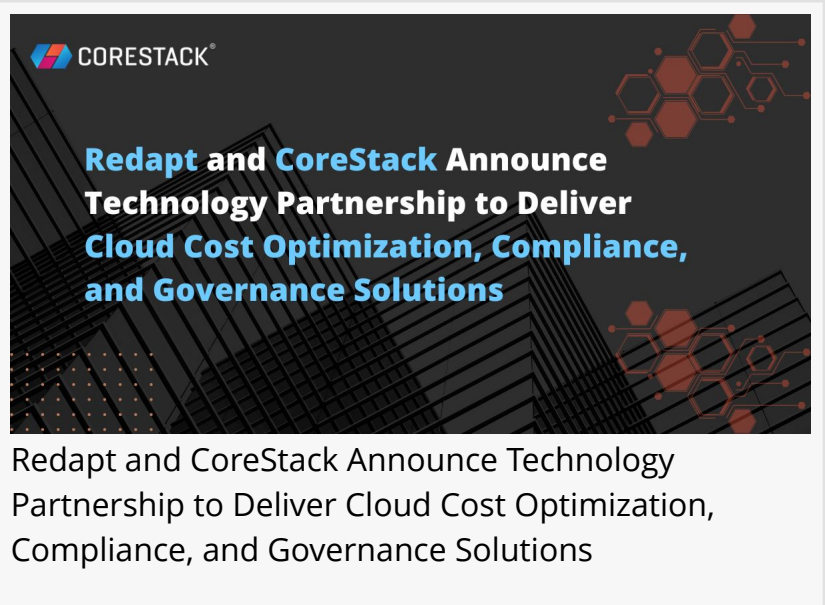 CORESTACK®
Redapt and CoreStack Announce
Technology Partnership to Deliver
Cloud Cost Optimization, Compliance,
and Governance Solutions
Redapt and CoreStack Announce Technology
Partnership to Deliver Cloud Cost Optimization,
Compliance, and Governance Solutions